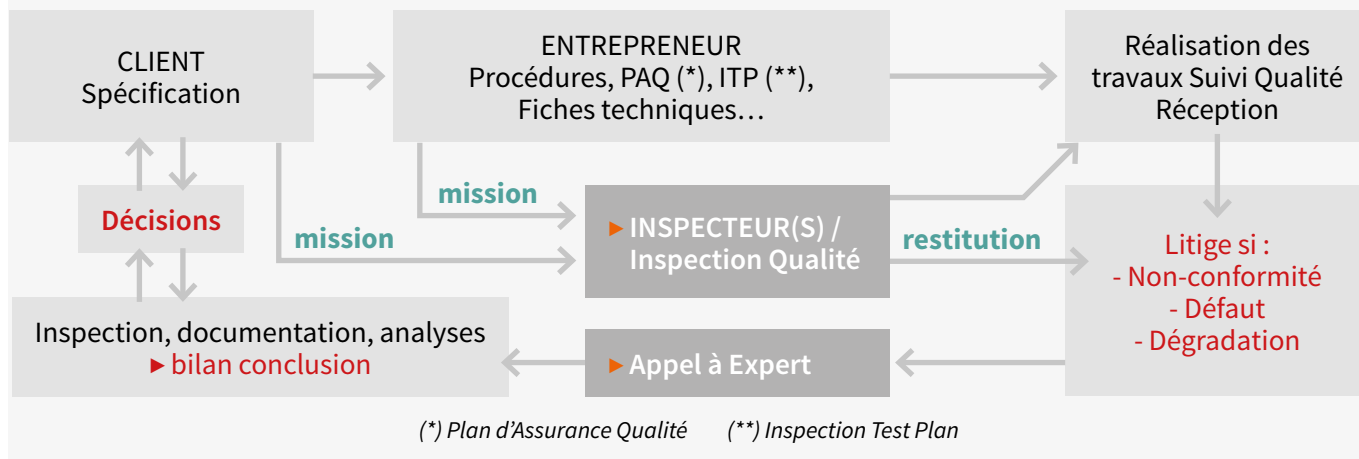 CLIENT
Spécification
ENTREPRENEUR
Procédures, PAQ (*), ITP (**),
Fiches techniques…
Réalisation des
travaux Suivi Qualité
Réception
Décisions
mission
mission
► INSPECTEUR(S) /
Inspection Qualité
restitution
Litige si :
- Non-conformité
- Défaut
- Dégradation
Inspection, documentation, analyses
► bilan conclusion
► Appel à Expert
(*) Plan d’Assurance Qualité (**) Inspection Test Plan